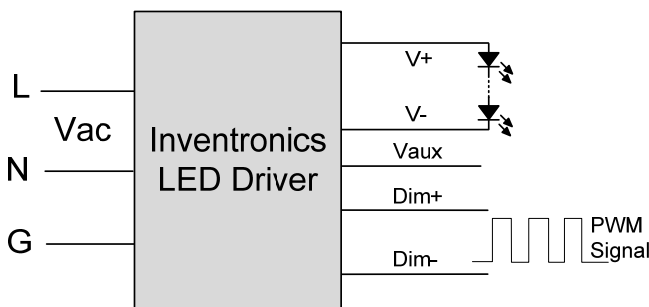 L
Vac
N
G
Inventronics
LED Driver
V+
V-
Vaux
Dim+
Dim-
PWM
Signal